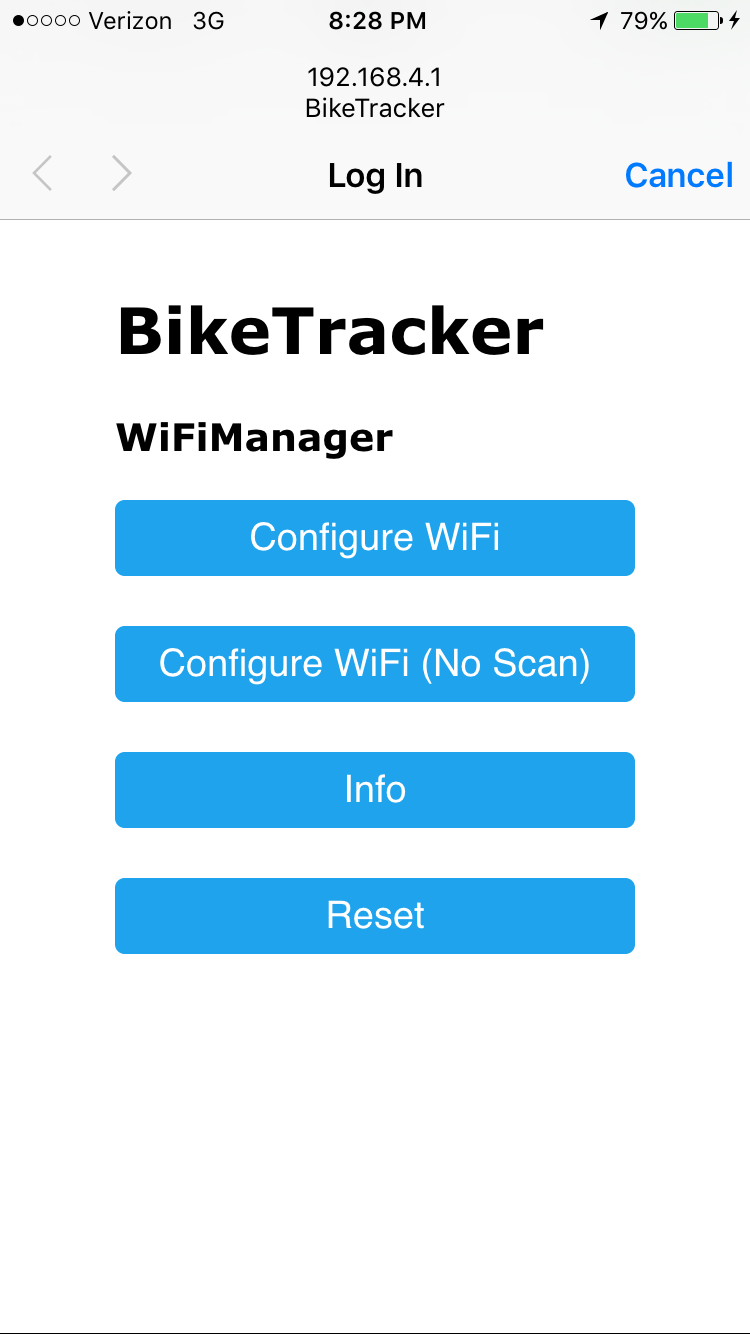 Verizon 3G 8:28 PM 79%
192.168.4.1
BikeTracker
Log In Cancel
BikeTracker
WiFiManager
Configure WiFi
Configure WiFi (No Scan)
Info
Reset